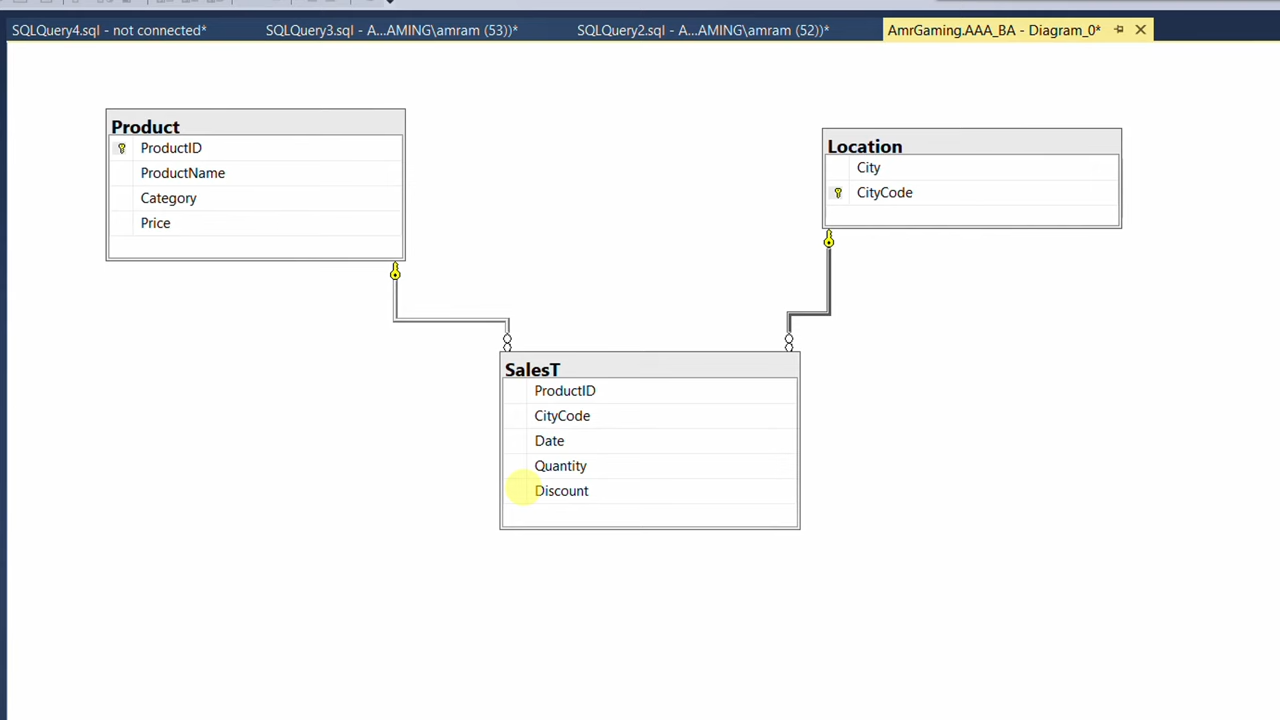 SQLQuery4.sql - not connected*
SQLQuery3.sql - A...AMING\amram (53))*
SQLQuery2.sql - A...AMING\amram (52))*
AmrGaming.AAA_BA - Diagram_0*
Product
ProductID
ProductName
Category
Price
Location
City
CityCode
SalesT
ProductID
CityCode
Date
Quantity
Discount